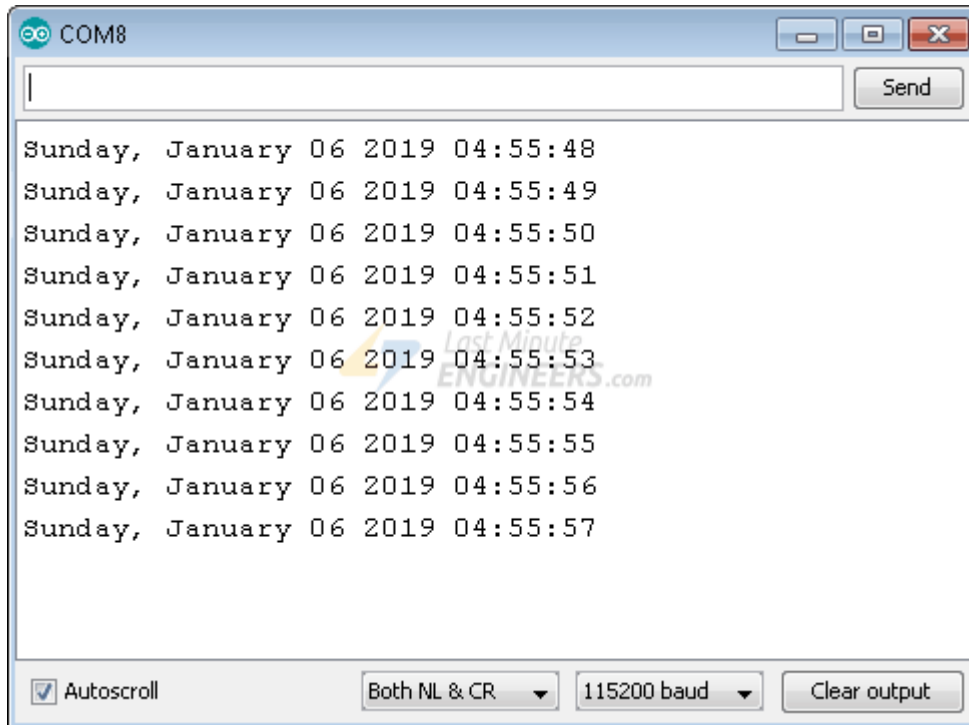 COM8
Send
Sunday, January 06 2019 04:55:48
Sunday, January 06 2019 04:55:49
Sunday, January 06 2019 04:55:50
Sunday, January 06 2019 04:55:51
Sunday, January 06 2019 04:55:52
Last Minute
Sunday, January 06 2019 04:55:53
ENGINEERS.com
Sunday, January 06 2019 04:55:54
Sunday, January 06 2019 04:55:55
Sunday, January 06 2019 04:55:56
Sunday, January 06 2019 04:55:57
Autoscroll Both NL & CR 115200 baud Clear output